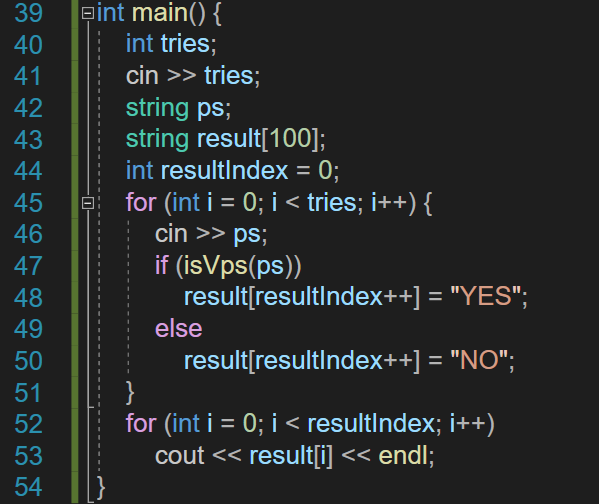 39 int main() {
40 int tries;
41 cin >> tries;
42 string ps;
43 string result[100];
44 int resultIndex = 0;
45 for (int i = 0; i < tries; i++) {
46 cin >> ps;
47 if (isVps(ps))
48 result[resultIndex++] = "YES";
49 else
50 result[resultIndex++] = "NO";
51 }
52 for (int i = 0; i < resultIndex; i++)
53 cout << result[i] << endl;
54 }